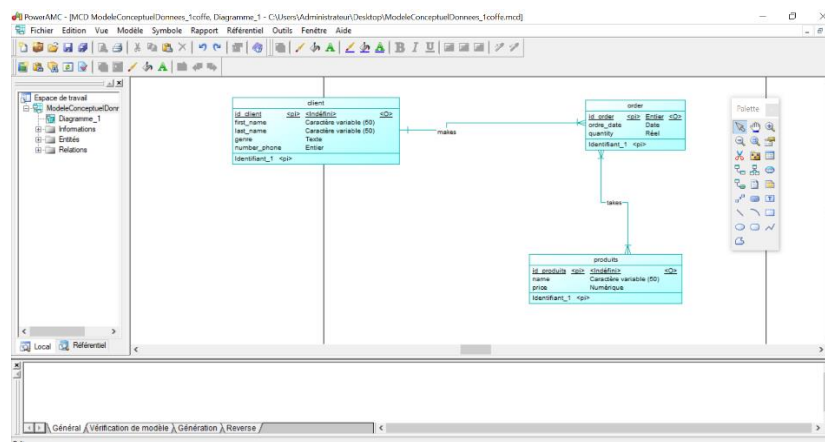 PowerAMC - [MCD ModeleConceptuelDonnees_1coffe, Diagramme_1 - C:\Users\Administrateur\Desktop\ModeleConceptuelDonnees_1coffe.mcd]
Fichier Edition Vue Modèle Symbole Rapport Référentiel Outils Fenêtre Aide
Espace de travail
ModeleConceptuelDonr
Diagramme_1
Informations
Entités
Relations
Local Référentiel
client
id_client <pi> <Indéfini> <O>
first_name Caractère variable (50)
last_name Caractère variable (50)
genre Texte
number_phone Entier
Identifiant_1 <pi>
makes
order
id_order <pi> Entier <O>
ordre_date Date
quantity Réel
Identifiant_1 <pi>
takes
produits
id_produits <pi> <Indéfini> <O>
name Caractère variable (50)
price Numérique
Identifiant_1 <pi>
Palette
Général Vérification de modèle Génération Reverse